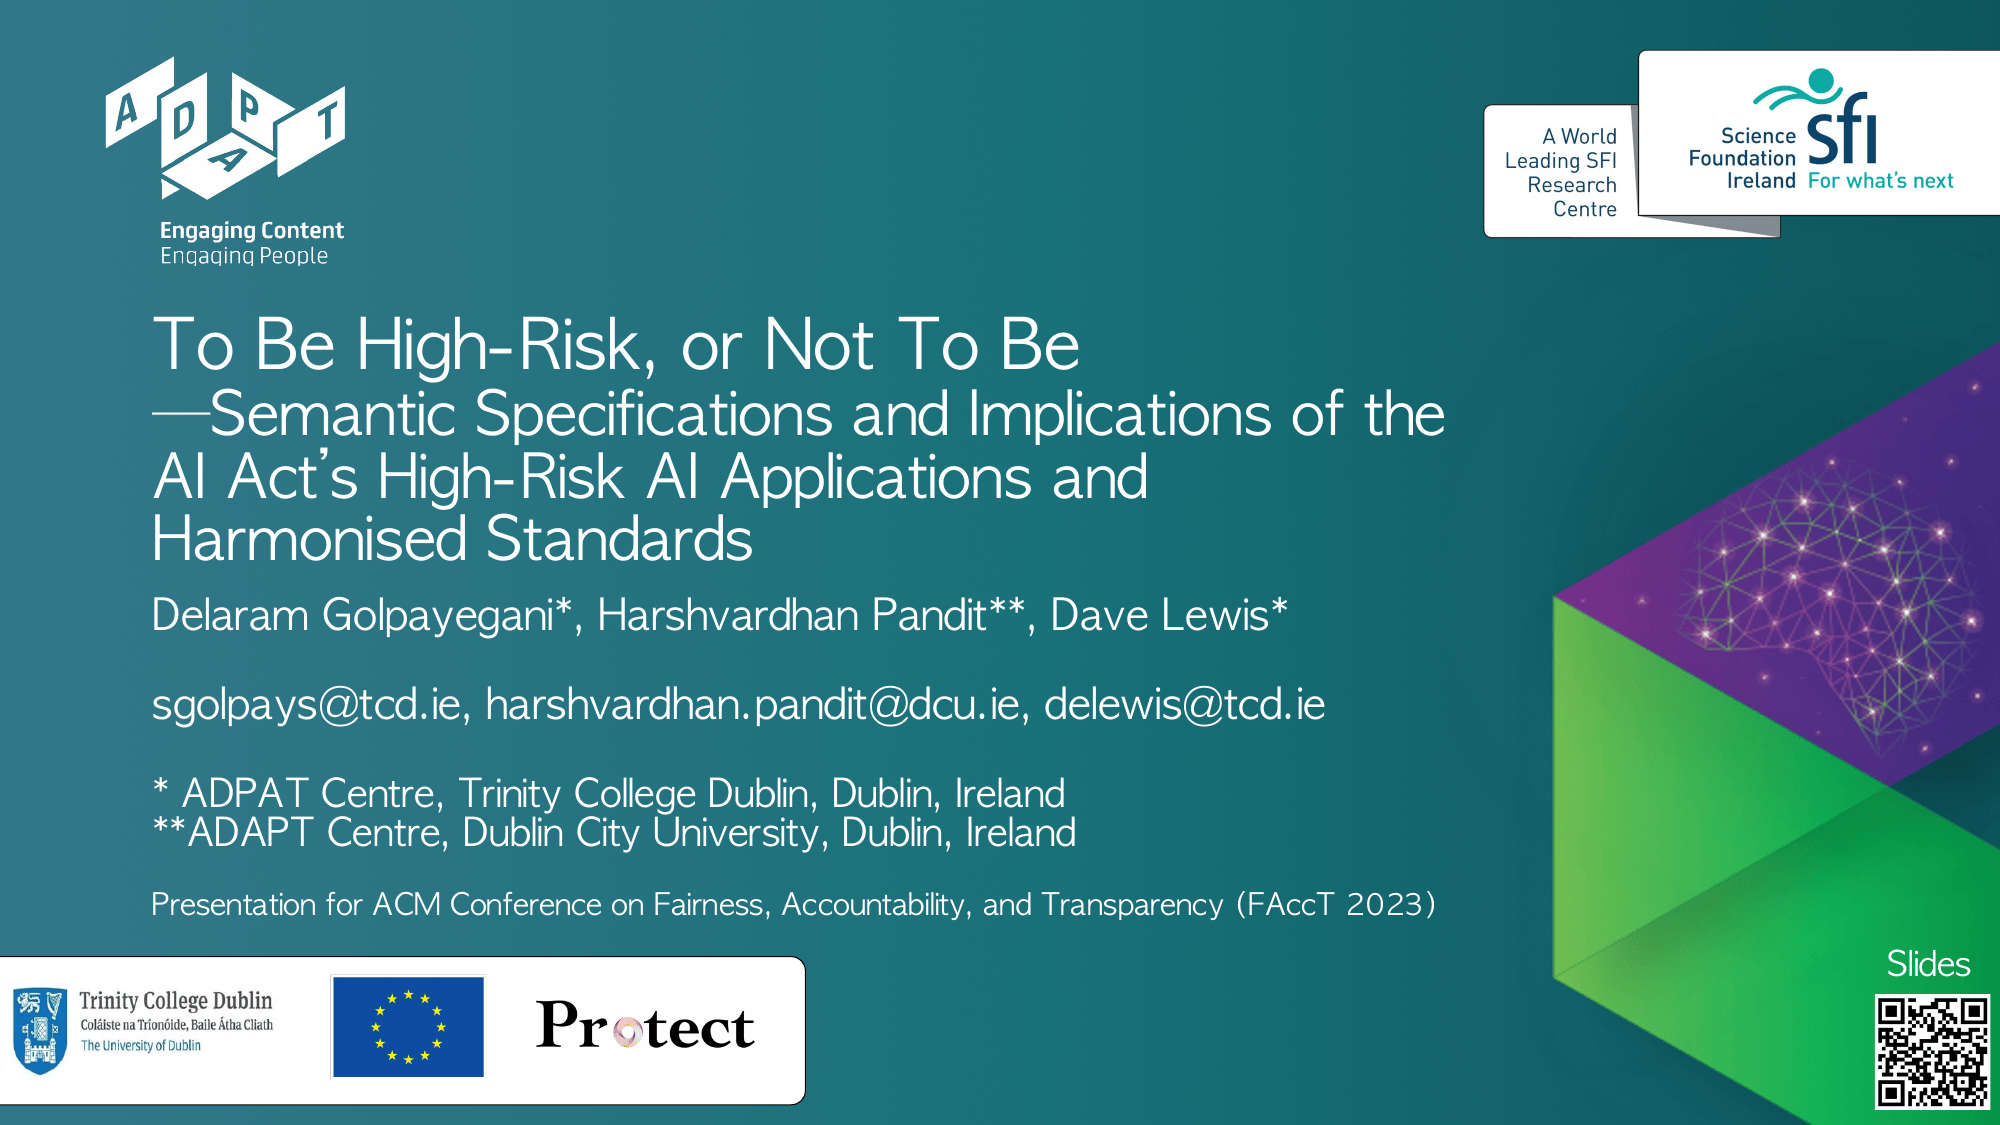 ADAPT
Engaging Content
Engaging People
A World
Leading SFI
Research
Centre
Science
Foundation
Ireland
sfi
For what's next
To Be High-Risk, or Not To Be
—Semantic Specifications and Implications of the
AI Act’s High-Risk AI Applications and
Harmonised Standards
Delaram Golpayegani*, Harshvardhan Pandit**, Dave Lewis*
sgolpays@tcd.ie, harshvardhan.pandit@dcu.ie, delewis@tcd.ie
* ADPAT Centre, Trinity College Dublin, Dublin, Ireland
**ADAPT Centre, Dublin City University, Dublin, Ireland
Presentation for ACM Conference on Fairness, Accountability, and Transparency (FAccT 2023)
Slides
Trinity College Dublin
Coláiste na Tríonóide, Baile Átha Cliath
The University of Dublin
Protect